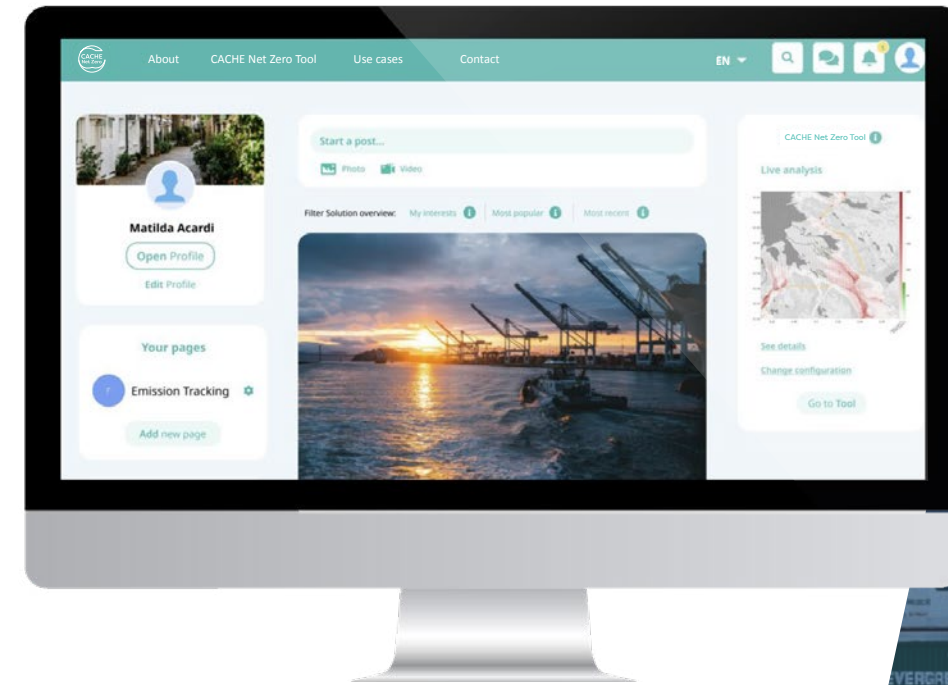 CACHE
Net Zero
About
CACHE Net Zero Tool
Use cases
Contact
EN
Matilda Acardi
Open Profile
Edit Profile
Your pages
Emission Tracking
Add new page
Start a post...
Photo
Video
Filter Solution overview:
My interests
Most popular
Most recent
CACHE Net Zero Tool
Live analysis
See details
Change configuration
Go to Tool